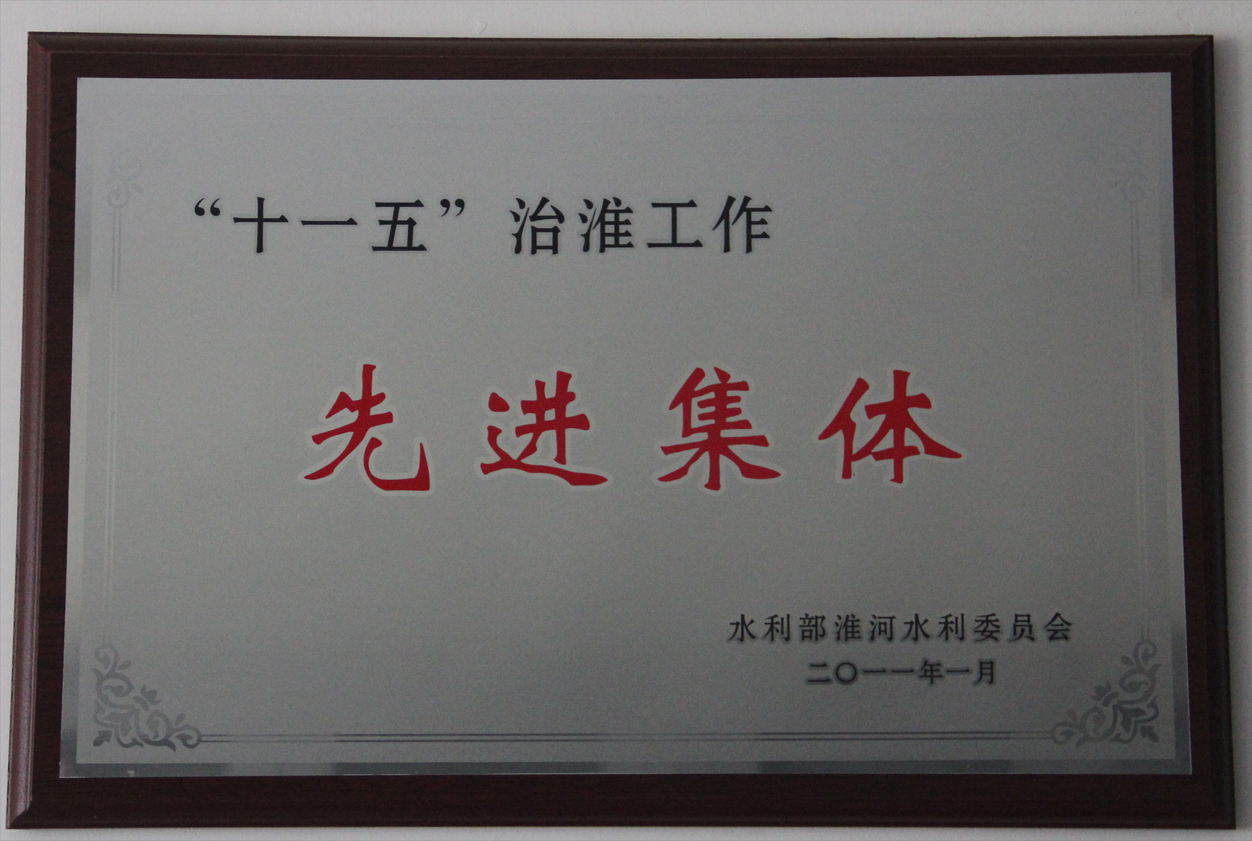 “十一五”治淮工作
先进集体
水利部淮河水利委员会
二〇一一年一月